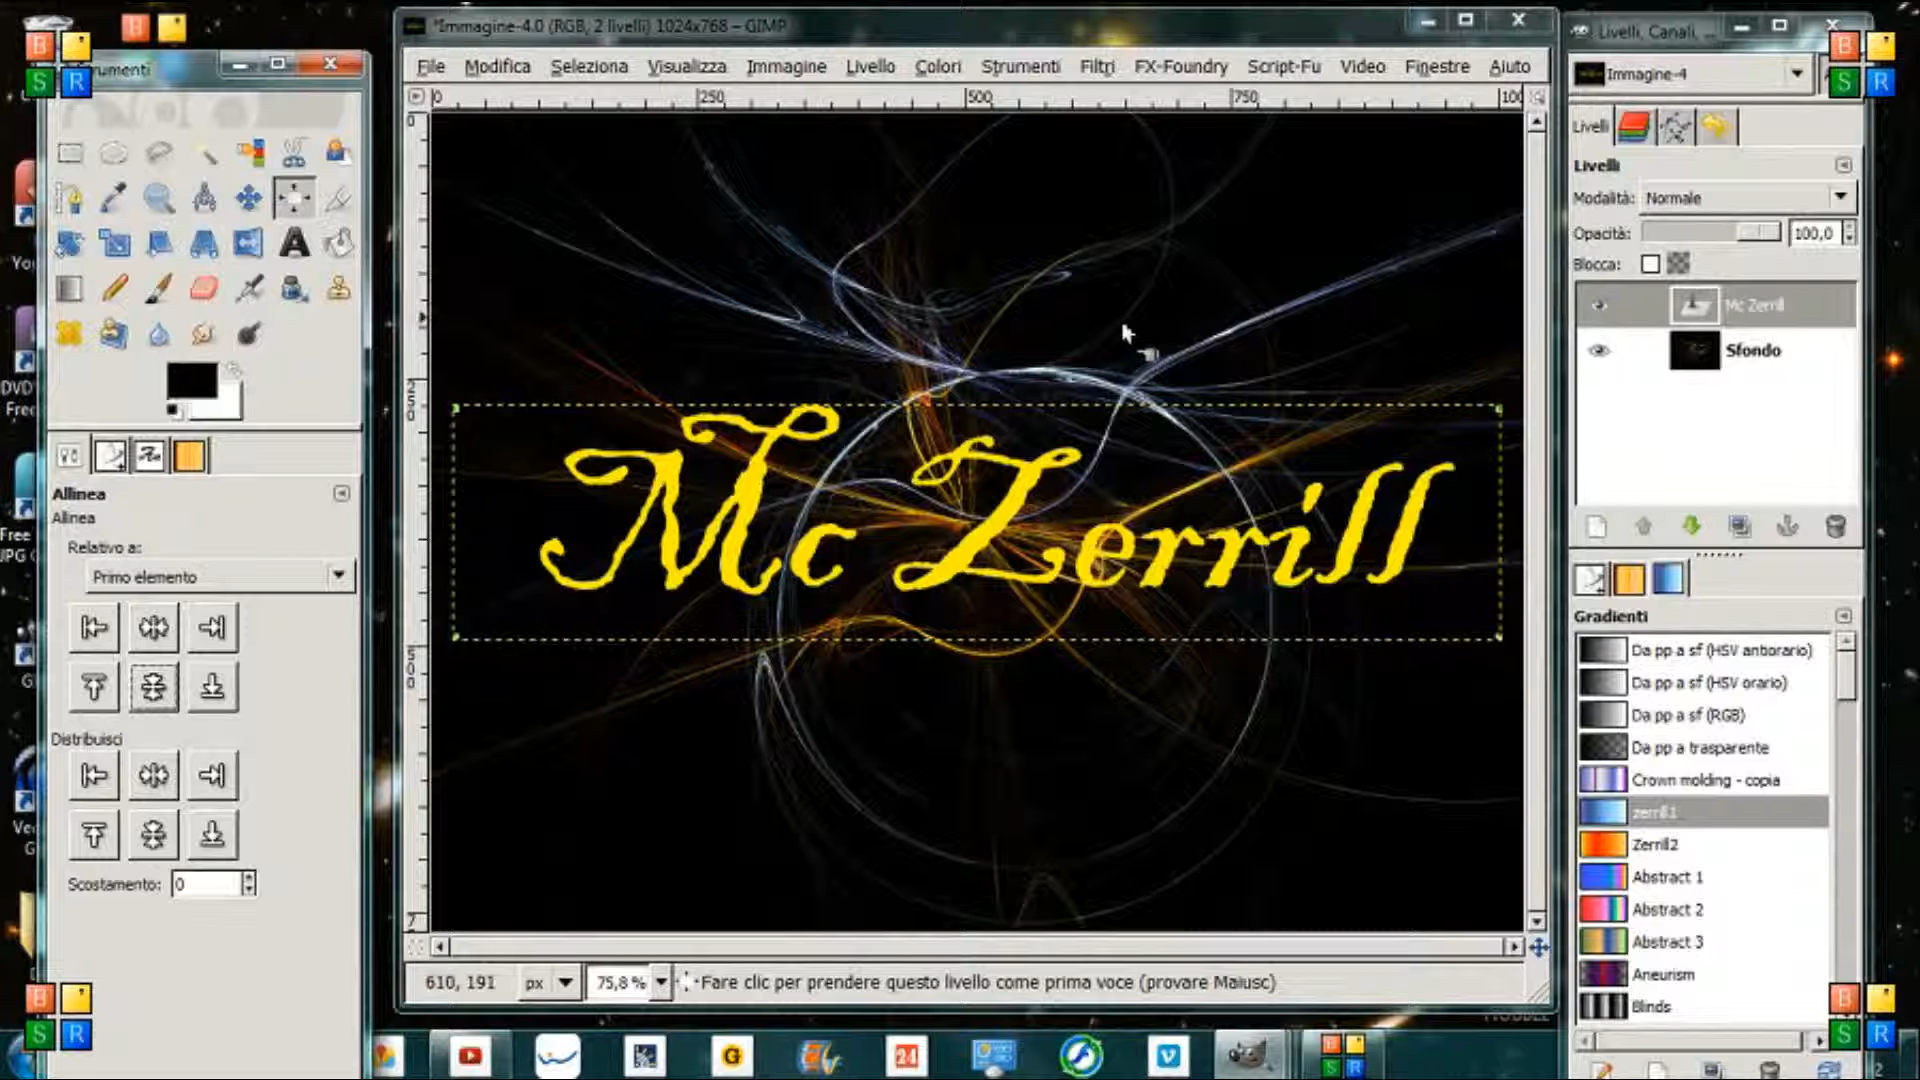 *Immagine-4.0 (RGB, 2 livelli) 1024x768 – GIMP
Livelli, Canali, ...
File Modifica Seleziona Visualizza Immagine Livello Colori Strumenti Filtri FX-Foundry Script-Fu Video Finestre Aiuto
Immagine-4
0 250 500 750
Livelli
Livelli
Modalità: Normale
Opacità: 100,0
Blocca:
Mc Zerrill
Sfondo
Mc Zerrill
Allinea
Allinea
Relativo a:
Primo elemento
Distribuisci
Scostamento: 0
Gradienti
Da pp a sf (HSV antiorario)
Da pp a sf (HSV orario)
Da pp a sf (RGB)
Da pp a trasparente
Crown molding - copia
zerrill1
Zerrill2
Abstract 1
Abstract 2
Abstract 3
Aneurism
Blinds
610, 191 px 75,8 % Fare clic per prendere questo livello come prima voce (provare Maiusc)
B
S R
B
S R
B
S R
B
S R
24